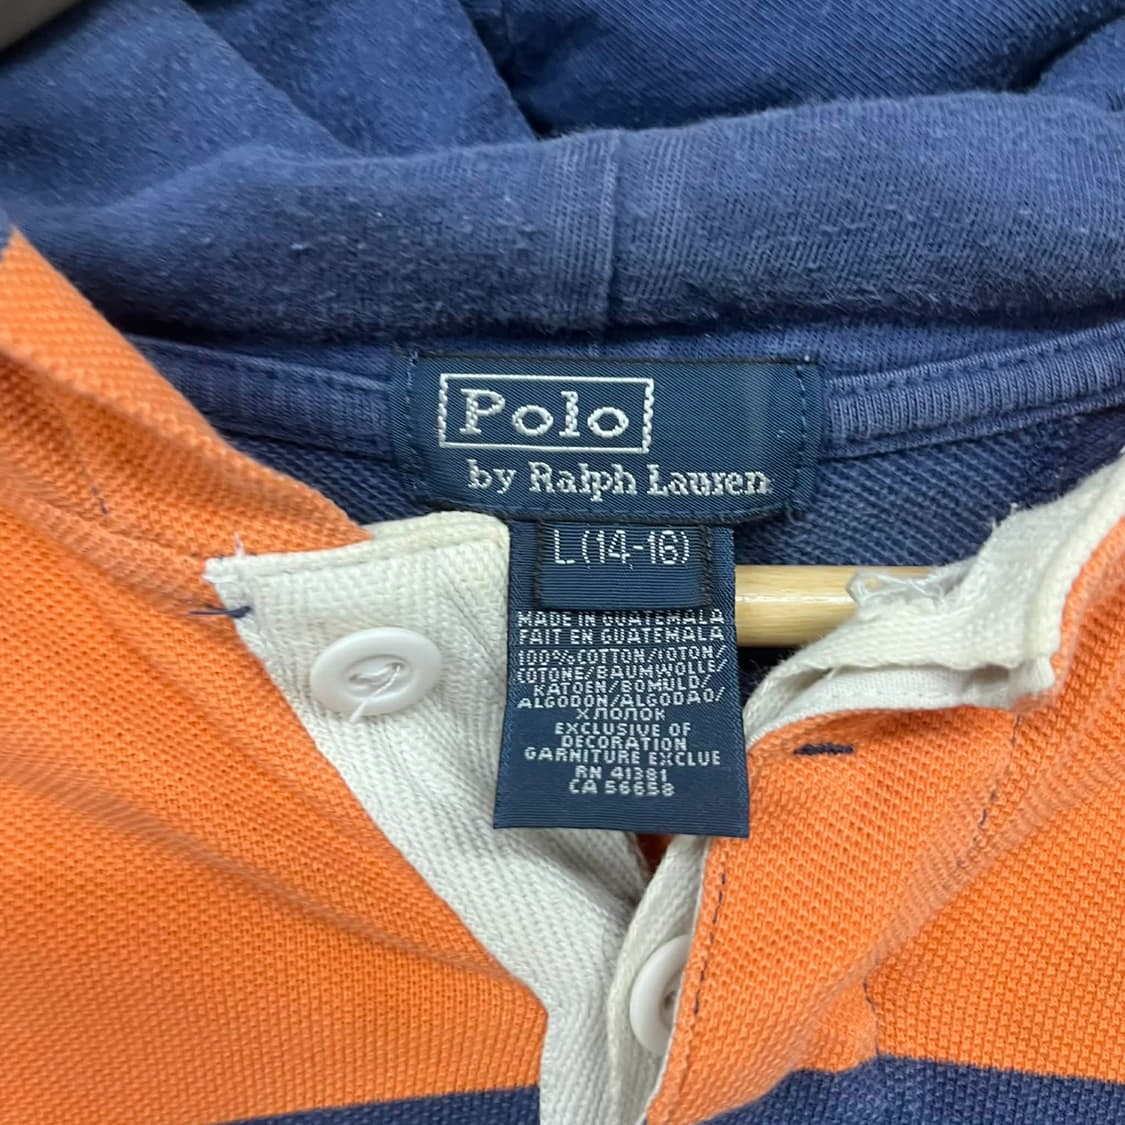 Polo
by Ralph Lauren
L(14-16)
MADE IN GUATEMALA
FAIT EN GUATEMALA
100%COTTON/COTON/
COTONE/BAUMWOLLE/
KATOEN/BOMULD/
ALGODON/ALGODAO/
ХЛОПОК
EXCLUSIVE OF
DECORATION
GARNITURE EXCLUE
RN 41381
CA 56658